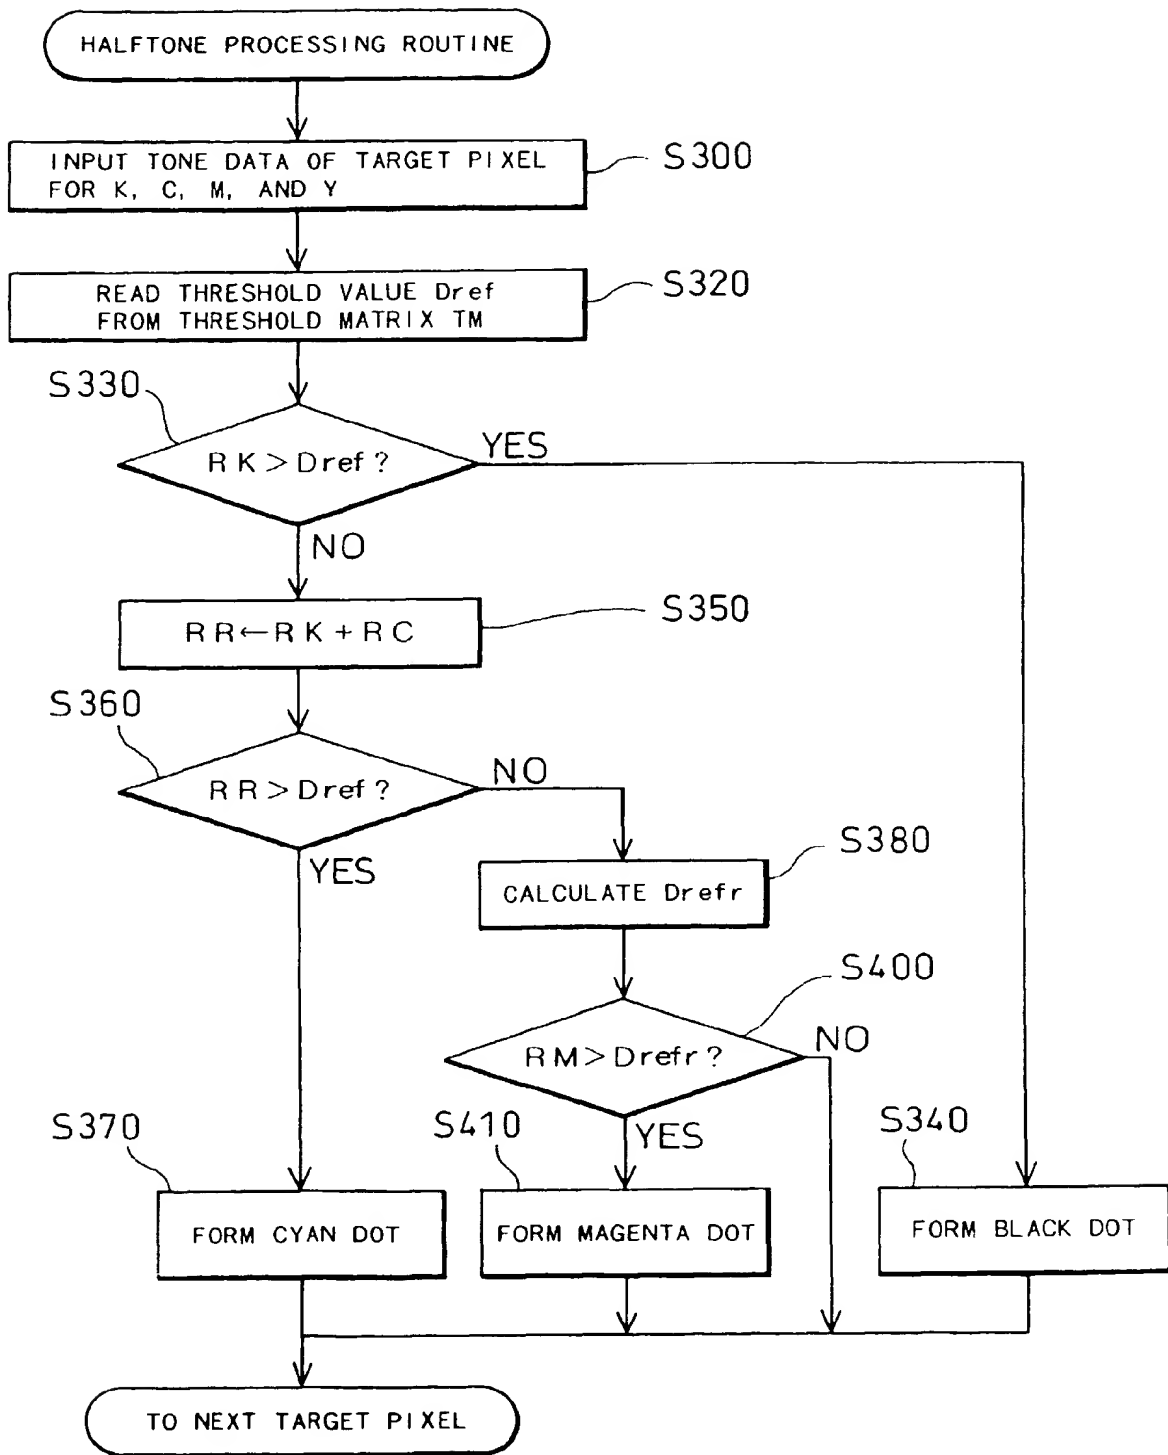 HALFTONE PROCESSING ROUTINE
INPUT TONE DATA OF TARGET PIXEL
FOR K, C, M, AND Y
S300
READ THRESHOLD VALUE Dref
FROM THRESHOLD MATRIX TM
S320
S330
RK>Dref?
YES
NO
RR←RK+RC
S350
S360
RR>Dref?
NO
YES
CALCULATE Drefr
S380
S400
RM>Drefr?
NO
YES
S370
S410
S340
FORM CYAN DOT
FORM MAGENTA DOT
FORM BLACK DOT
TO NEXT TARGET PIXEL